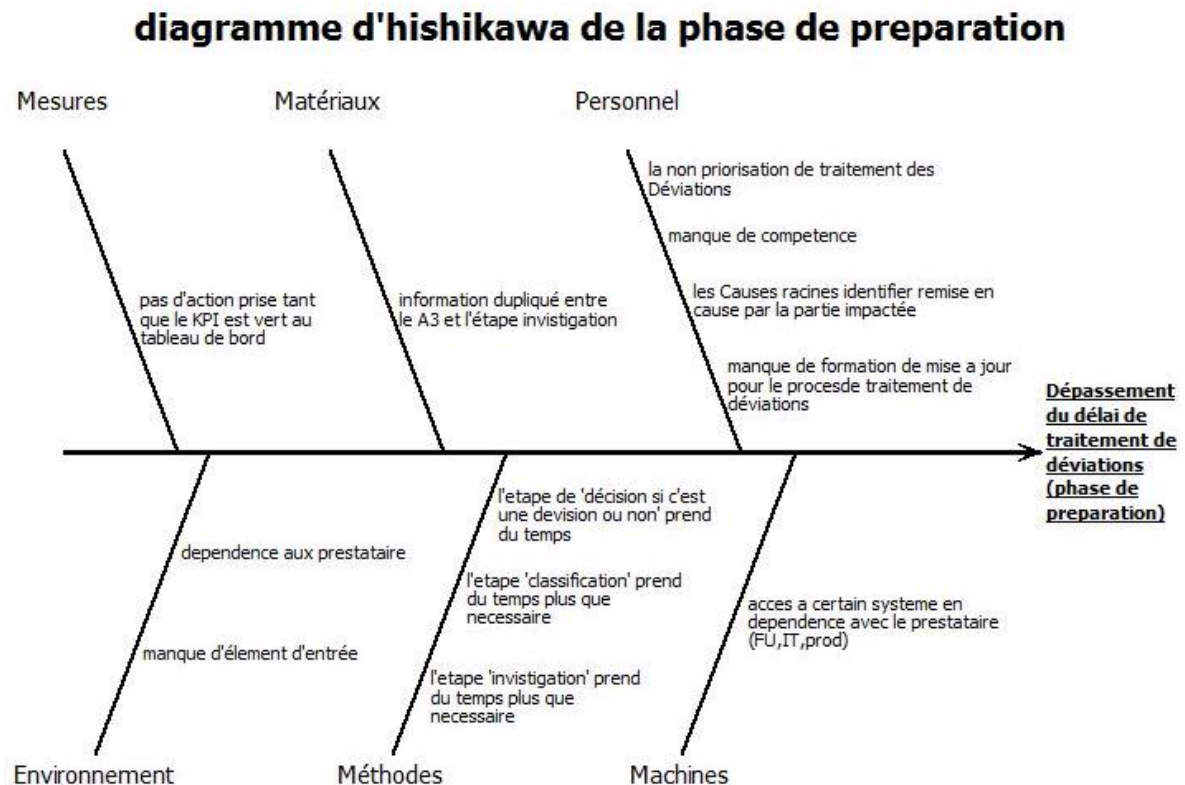 diagramme d'hishikawa de la phase de preparation
Mesures
Matériaux
Personnel
pas d'action prise tant
que le KPI est vert au
tableau de bord
information dupliqué entre
le A3 et l'étape invistigation
la non priorisation de traitement des
Déviations
manque de competence
les Causes racines identifier remise en
cause par la partie impactée
manque de formation de mise a jour
pour le procesde traitement de
déviations
Dépassement
du délai de
traitement de
déviations
(phase de
preparation)
dependence aux prestataire
manque d'élement d'entrée
l'etape de 'décision si c'est
une devision ou non' prend
du temps
l'etape 'classification' prend
du temps plus que
necessaire
l'etape 'invistigation' prend
du temps plus que
necessaire
acces a certain systeme en
dependence avec le prestataire
(FU,IT,prod)
Environnement
Méthodes
Machines